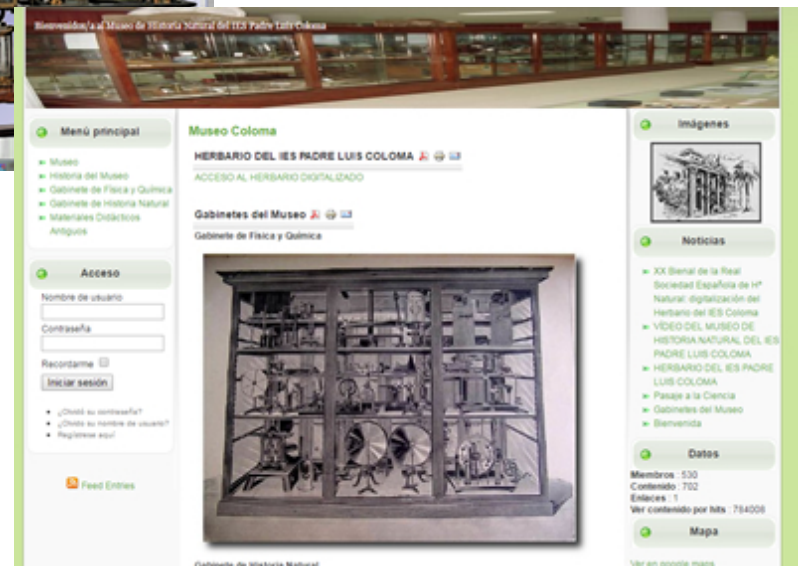 Bienvenidos/a al Museo de Historia Natural del IES Padre Luis Coloma
Menú principal
Museo
Historia del Museo
Gabinete de Física y Química
Gabinete de Historia Natural
Materiales Didácticos
Antiguos
Acceso
Nombre de usuario
Contraseña
Recordarme
Iniciar sesión
¿Olvidó su contraseña?
¿Olvidó su nombre de usuario?
Regístrese aquí
Feed Entries
Museo Coloma
HERBARIO DEL IES PADRE LUIS COLOMA
ACCESO AL HERBARIO DIGITALIZADO
Gabinetes del Museo
Gabinete de Física y Química
Gabinete de Historia Natural
Imágenes
Noticias
XX Bienal de la Real
Sociedad Española de Hª
Natural: digitalización del
Herbario del IES Coloma
VÍDEO DEL MUSEO DE
HISTORIA NATURAL DEL IES
PADRE LUIS COLOMA
HERBARIO DEL IES PADRE
LUIS COLOMA
Pasaje a la Ciencia
Gabinetes del Museo
Bienvenida
Datos
Miembros : 530
Contenido : 702
Enlaces : 1
Ver contenido por hits : 784008
Mapa
Ver en google maps